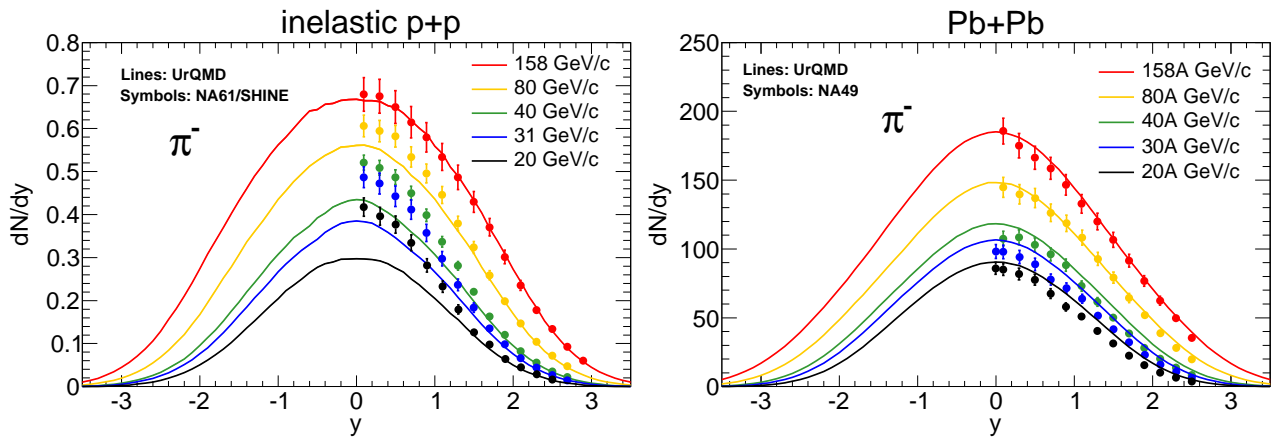 inelastic p+p
0.8
0.7
0.6
0.5
0.4
0.3
0.2
0.1
0
dN/dy
Lines: UrQMD
Symbols: NA61/SHINE
π-
158 GeV/c
80 GeV/c
40 GeV/c
31 GeV/c
20 GeV/c
-3 -2 -1 0 1 2 3
y
Pb+Pb
250
200
150
100
50
0
dN/dy
Lines: UrQMD
Symbols: NA49
π-
158A GeV/c
80A GeV/c
40A GeV/c
30A GeV/c
20A GeV/c
-3 -2 -1 0 1 2 3
y